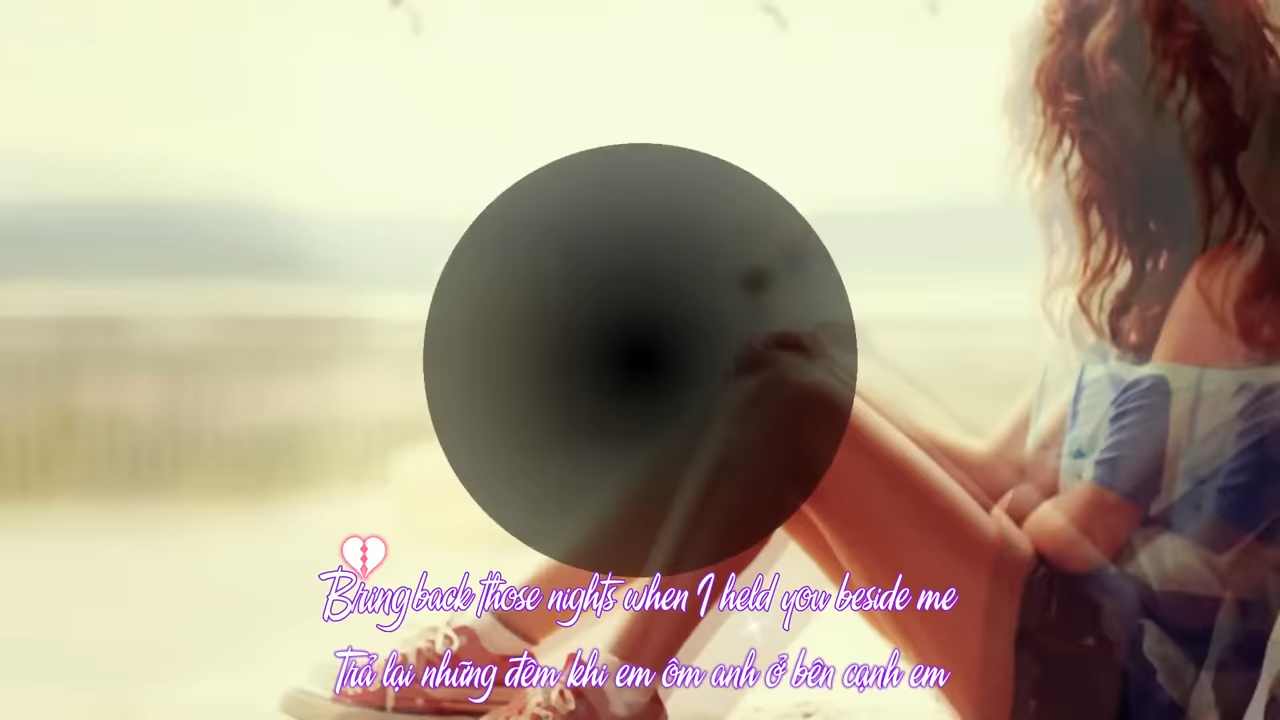 Bring back those nights when I held you beside me
Trả lại những đêm khi em ôm anh ở bên cạnh em